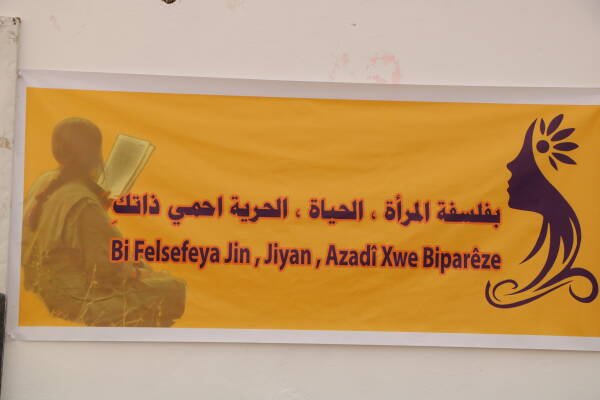 بفلسفة المرأة ، الحياة ، الحرية احمي ذاتك
Bi Felsefeya Jin , Jiyan , Azadî Xwe Biparêze